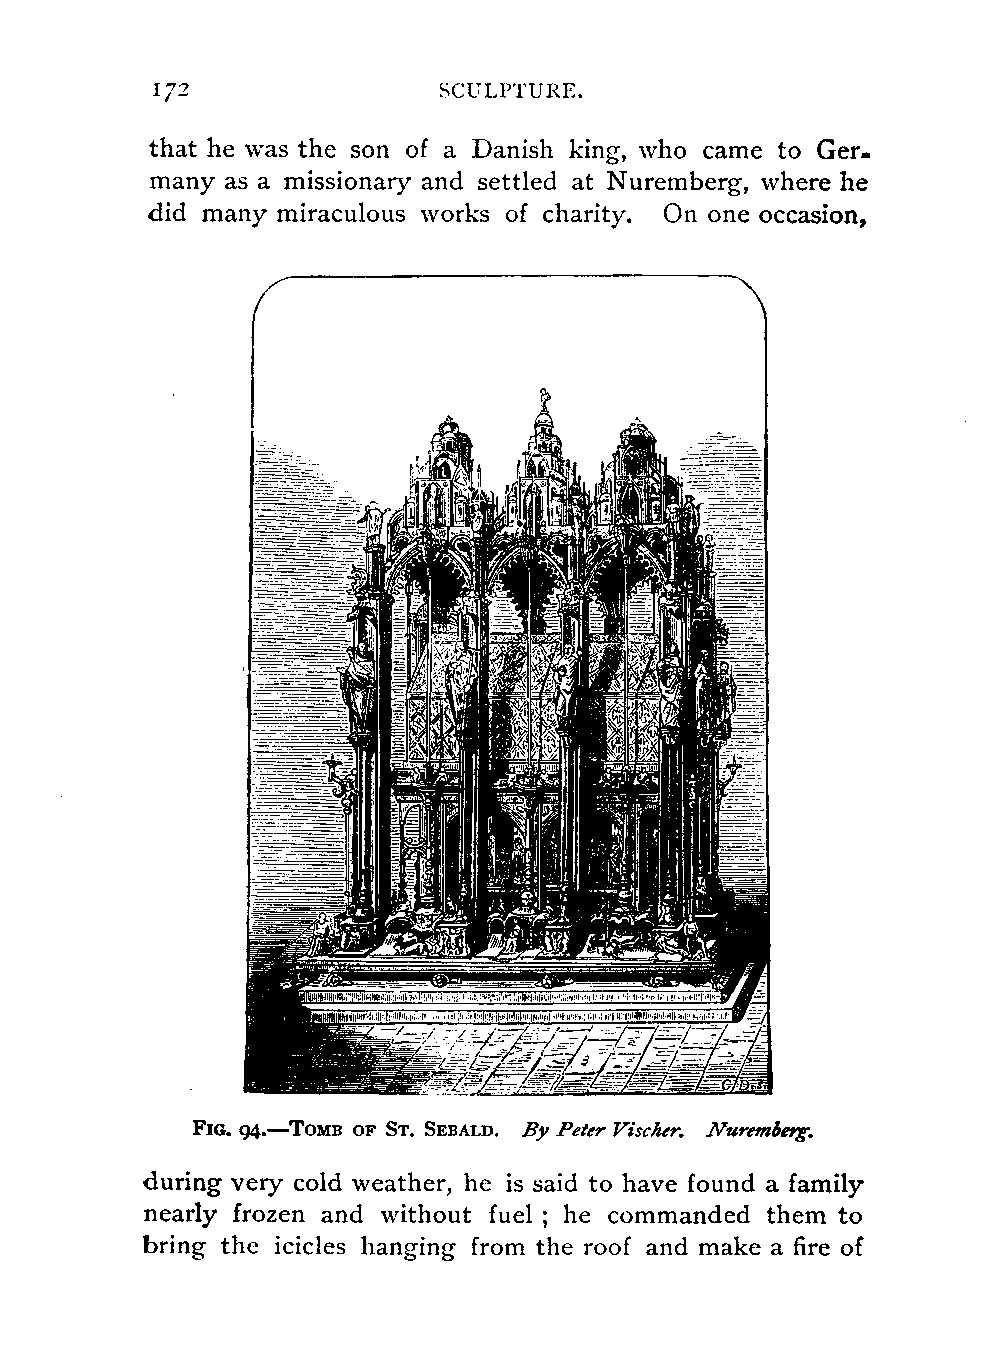 172 SCULPTURE.
that he was the son of a Danish king, who came to Ger-
many as a missionary and settled at Nuremberg, where he
did many miraculous works of charity. On one occasion,
Fig. 94.—Tomb of St. Sebald. By Peter Vischer. Nuremberg.
during very cold weather, he is said to have found a family
nearly frozen and without fuel ; he commanded them to
bring the icicles hanging from the roof and make a fire of